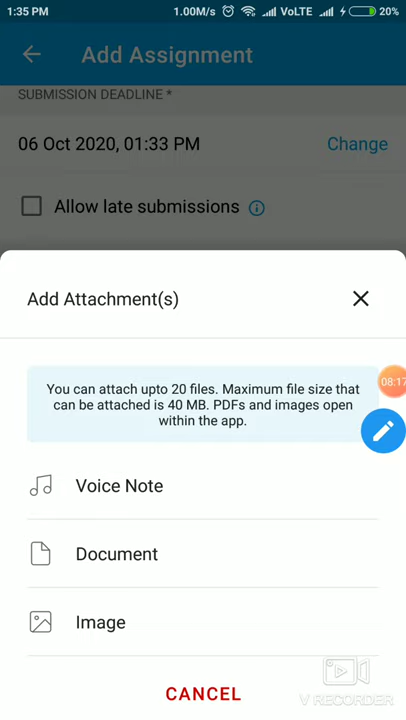 1:35 PM 1.00M/s VoLTE 20%
Add Assignment
SUBMISSION DEADLINE *
06 Oct 2020, 01:33 PM Change
Allow late submissions
Add Attachment(s)
You can attach upto 20 files. Maximum file size that
can be attached is 40 MB. PDFs and images open
within the app.
08:17
Voice Note
Document
Image
CANCEL
V RECORDER